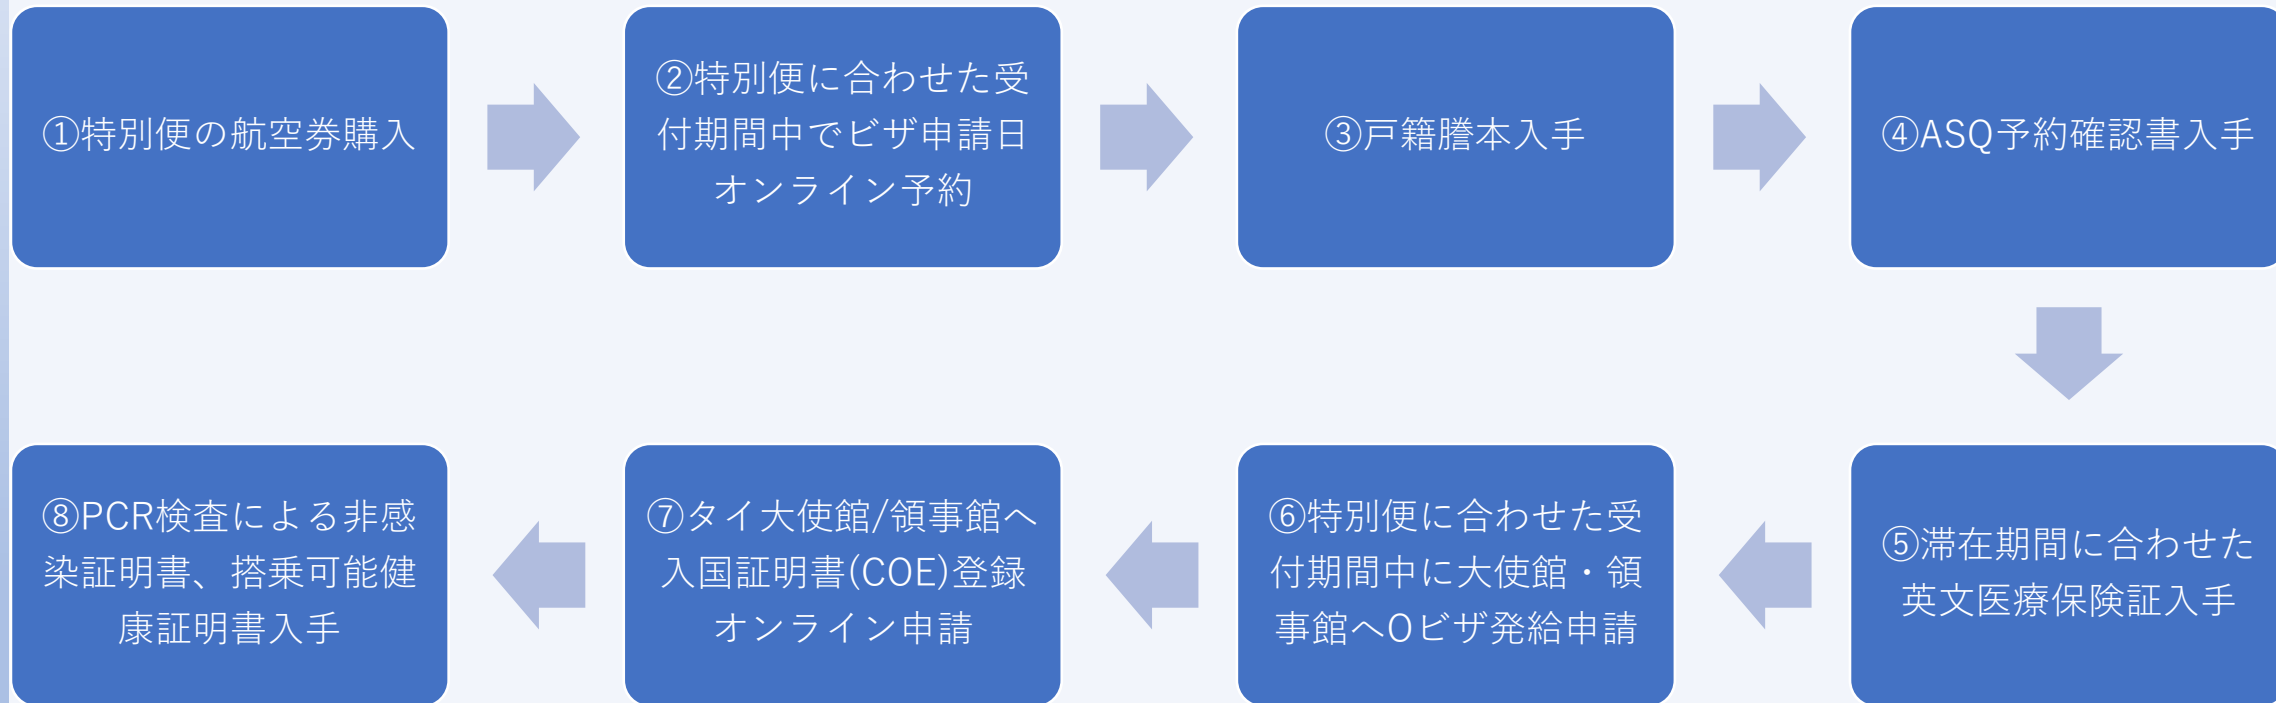 ①特別便の航空券購入
②特別便に合わせた受
付期間中でビザ申請日
オンライン予約
③戸籍謄本入手
④ASQ予約確認書入手
⑤滞在期間に合わせた
英文医療保険証入手
⑥特別便に合わせた受
付期間中に大使館・領
事館へOビザ発給申請
⑦タイ大使館/領事館へ
入国証明書(COE)登録
オンライン申請
⑧PCR検査による非感
染証明書、搭乗可能健
康証明書入手